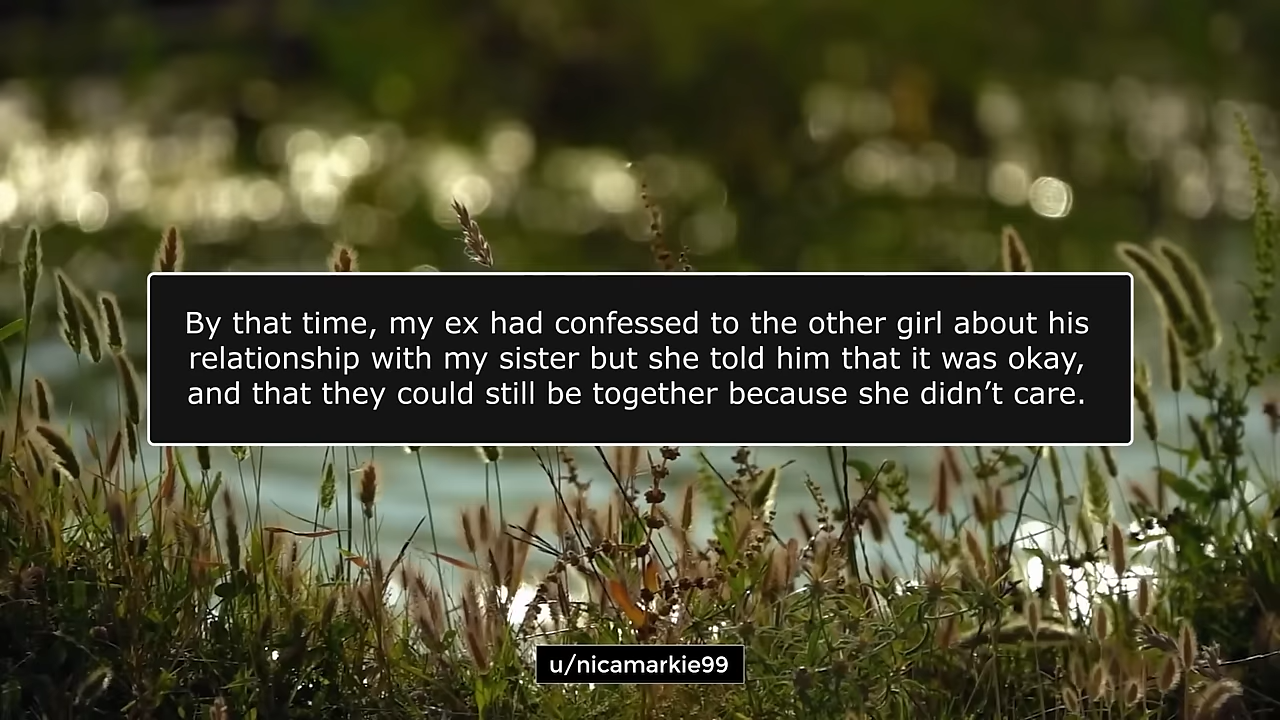 By that time, my ex had confessed to the other girl about his
relationship with my sister but she told him that it was okay,
and that they could still be together because she didn’t care.
u/nicamarkie99